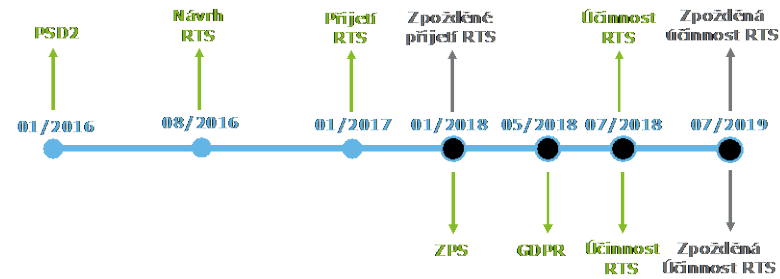 PSD2
Návrh
RTS
Přijetí
RTS
Zpožděné
přijetí RTS
Účinnost
RTS
Zpožděná
účinnost RTS
01/2016
08/2016
01/2017
01/2018
05/2018
07/2018
07/2019
ZPS
GDPR
Účinnost
RTS
Zpožděná
Účinnost RTS